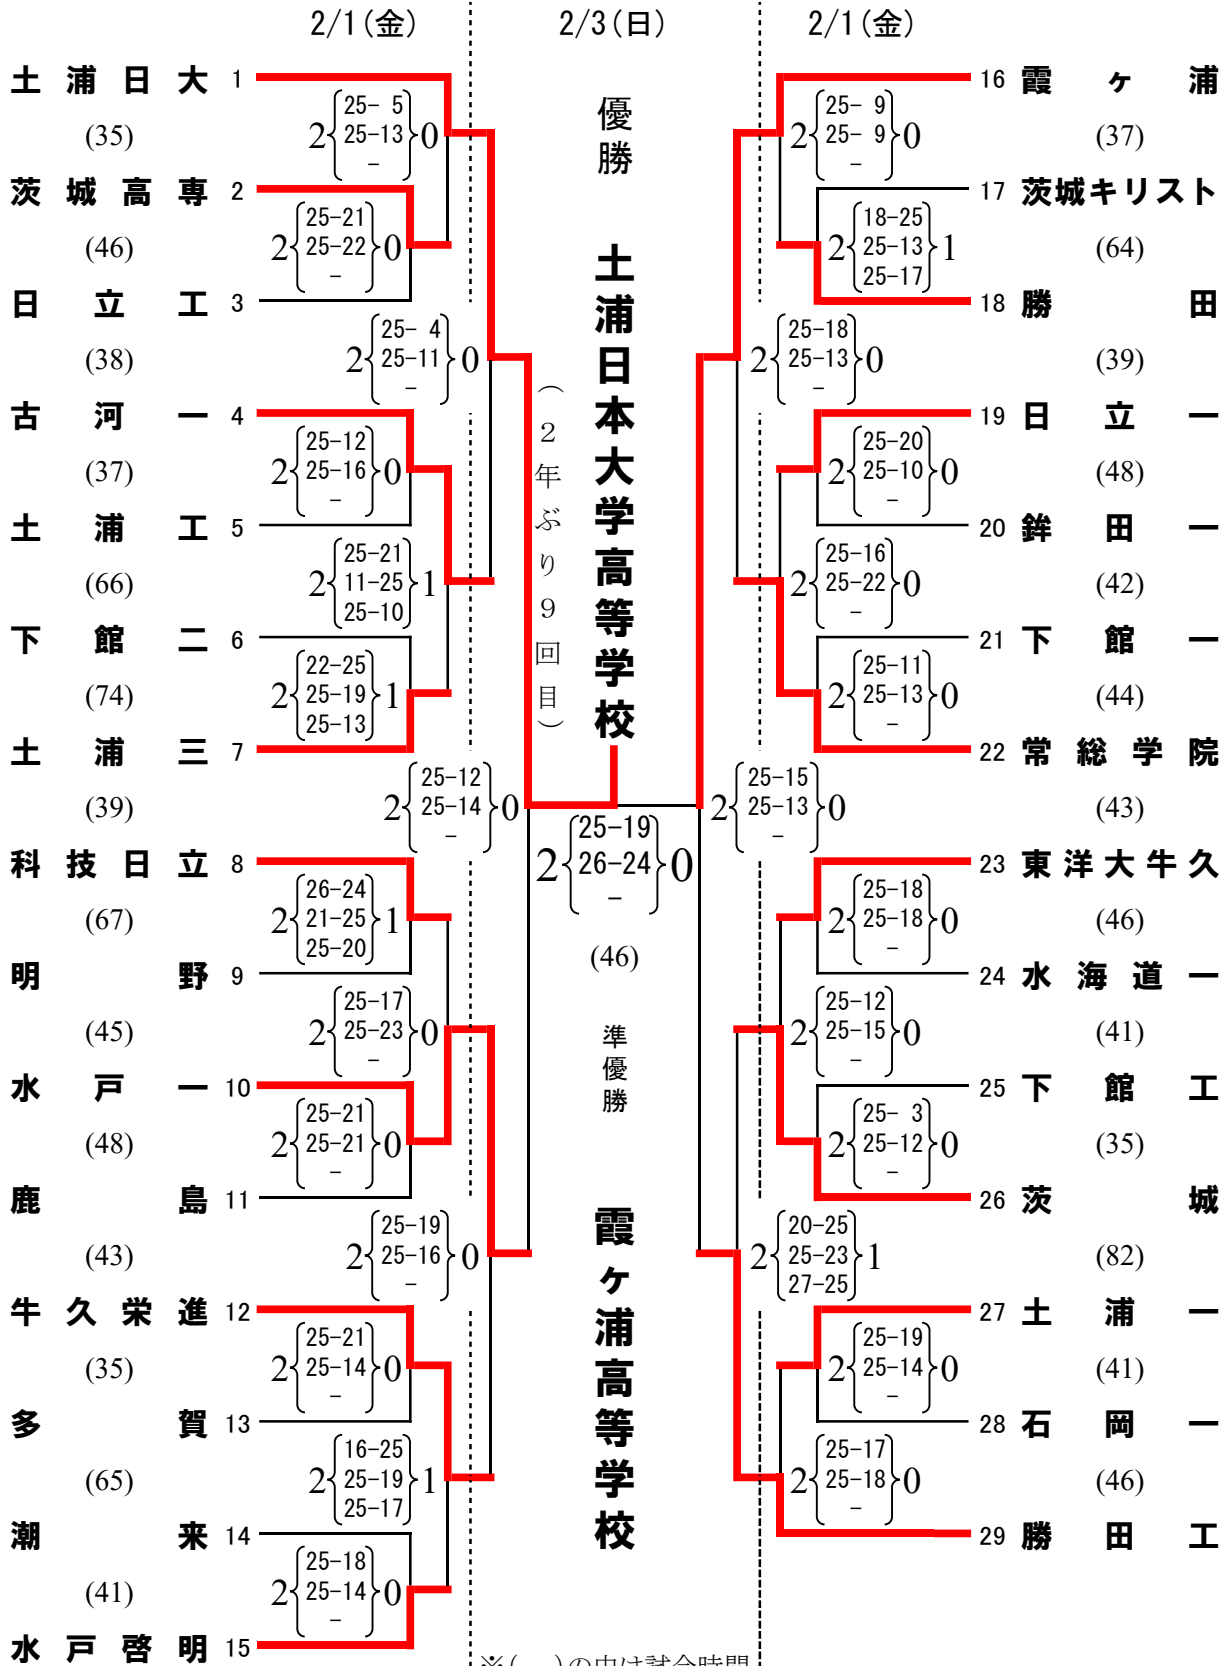 2/1(金)
2/3(日)
2/1(金)
土浦日大 1
(35)
茨城高専 2
(46)
日立工 3
(38)
古河一 4
(37)
土浦工 5
(66)
下館二 6
(74)
土浦三 7
(39)
科技日立 8
(67)
明野 9
(45)
水戸一 10
(48)
鹿島 11
(43)
牛久栄進 12
(35)
多賀 13
(65)
潮来 14
(41)
水戸啓明 15
2 25- 5 0
25-13
-
2 25-21 0
25-22
-
2 25- 4 0
25-11
-
2 25-12 0
25-16
-
2 25-21 1
11-25
25-10
2 22-25 1
25-19
25-13
2 25-12 0
25-14
-
2 26-24 1
21-25
25-20
2 25-17 0
25-23
-
2 25-21 0
25-21
-
2 25-19 0
25-16
-
2 25-21 0
25-14
-
2 16-25 1
25-19
25-17
2 25-18 0
25-14
-
優勝
土浦日本大学高等学校
(2年ぶり9回目)
2 25-19 0
26-24
-
(46)
準優勝
霞ヶ浦高等学校
2 25- 9 0
25- 9
-
2 18-25 1
25-13
25-17
2 25-18 0
25-13
-
2 25-20 0
25-10
-
2 25-16 0
25-22
-
2 25-11 0
25-13
-
2 25-15 0
25-13
-
2 25-18 0
25-18
-
2 25-12 0
25-15
-
2 25- 3 0
25-12
-
2 20-25 1
25-23
27-25
2 25-19 0
25-14
-
2 25-17 0
25-18
-
16 霞ヶ浦
(37)
17 茨城キリスト
(64)
18 勝田
(39)
19 日立一
(48)
20 鉾田一
(42)
21 下館一
(44)
22 常総学院
(43)
23 東洋大牛久
(46)
24 水海道一
(41)
25 下館工
(35)
26 茨城
(82)
27 土浦一
(41)
28 石岡一
(46)
29 勝田工
※( )の中は試合時間